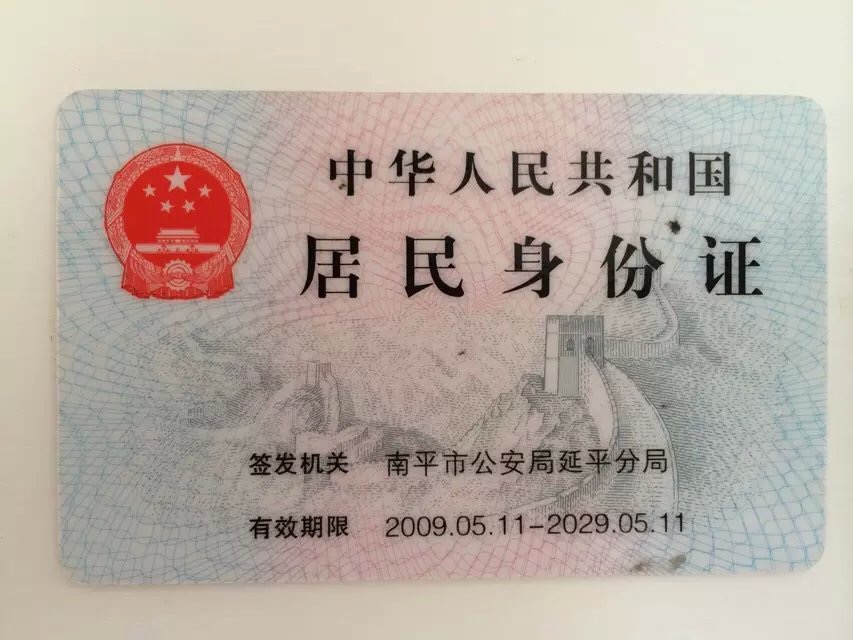 中华人民共和国
居民身份证
签发机关 南平市公安局延平分局
有效期限 2009.05.11-2029.05.11